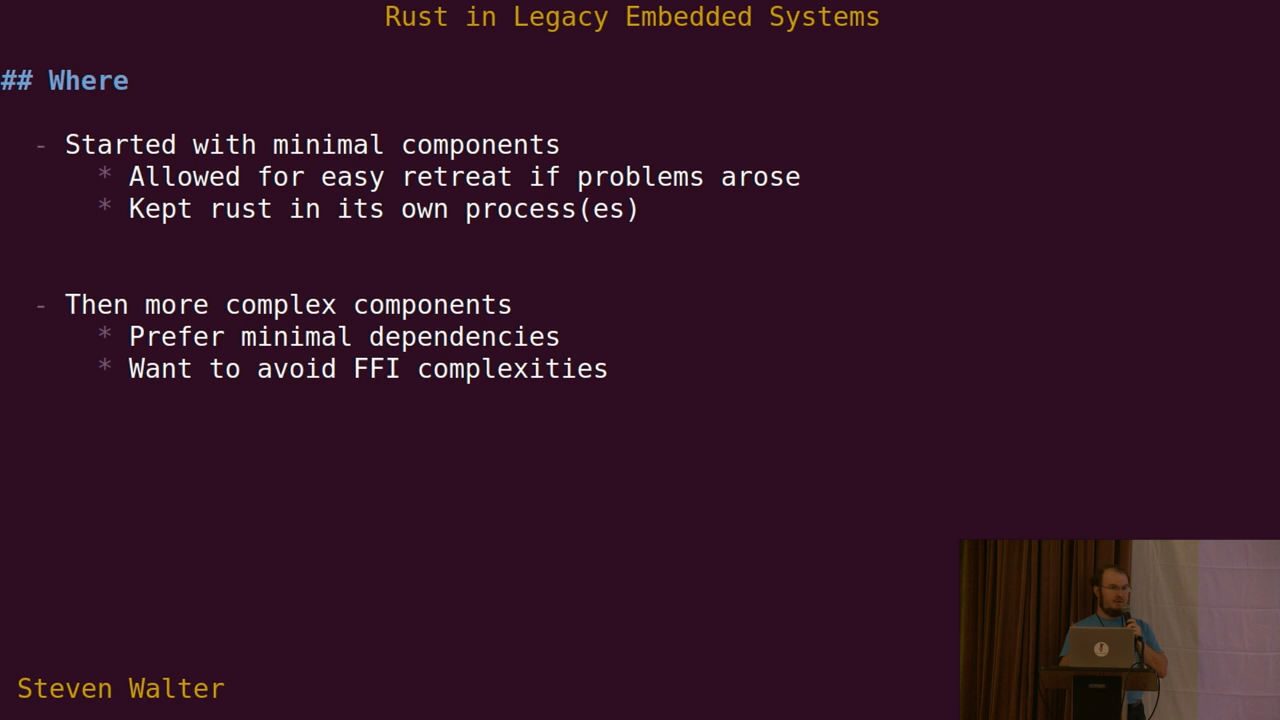 Rust in Legacy Embedded Systems
## Where
- Started with minimal components
* Allowed for easy retreat if problems arose
* Kept rust in its own process(es)
- Then more complex components
* Prefer minimal dependencies
* Want to avoid FFI complexities
Steven Walter